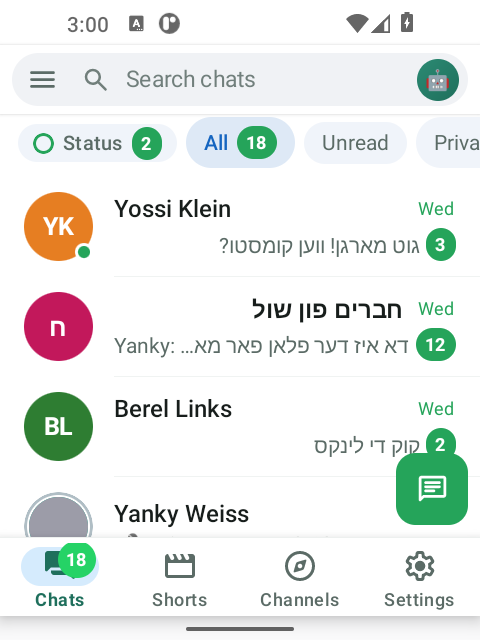 3:00
Search chats
Status 2
All 18
Unread
Priva
YK
Yossi Klein
Wed
גוט מארגן! ווען קומסטו?
3
ח
חברים פון שול
Wed
Yanky: דא איז דער פלאן פאר מא...
12
BL
Berel Links
Wed
קוק די לינקס
2
Yanky Weiss
18
Chats
Shorts
Channels
Settings